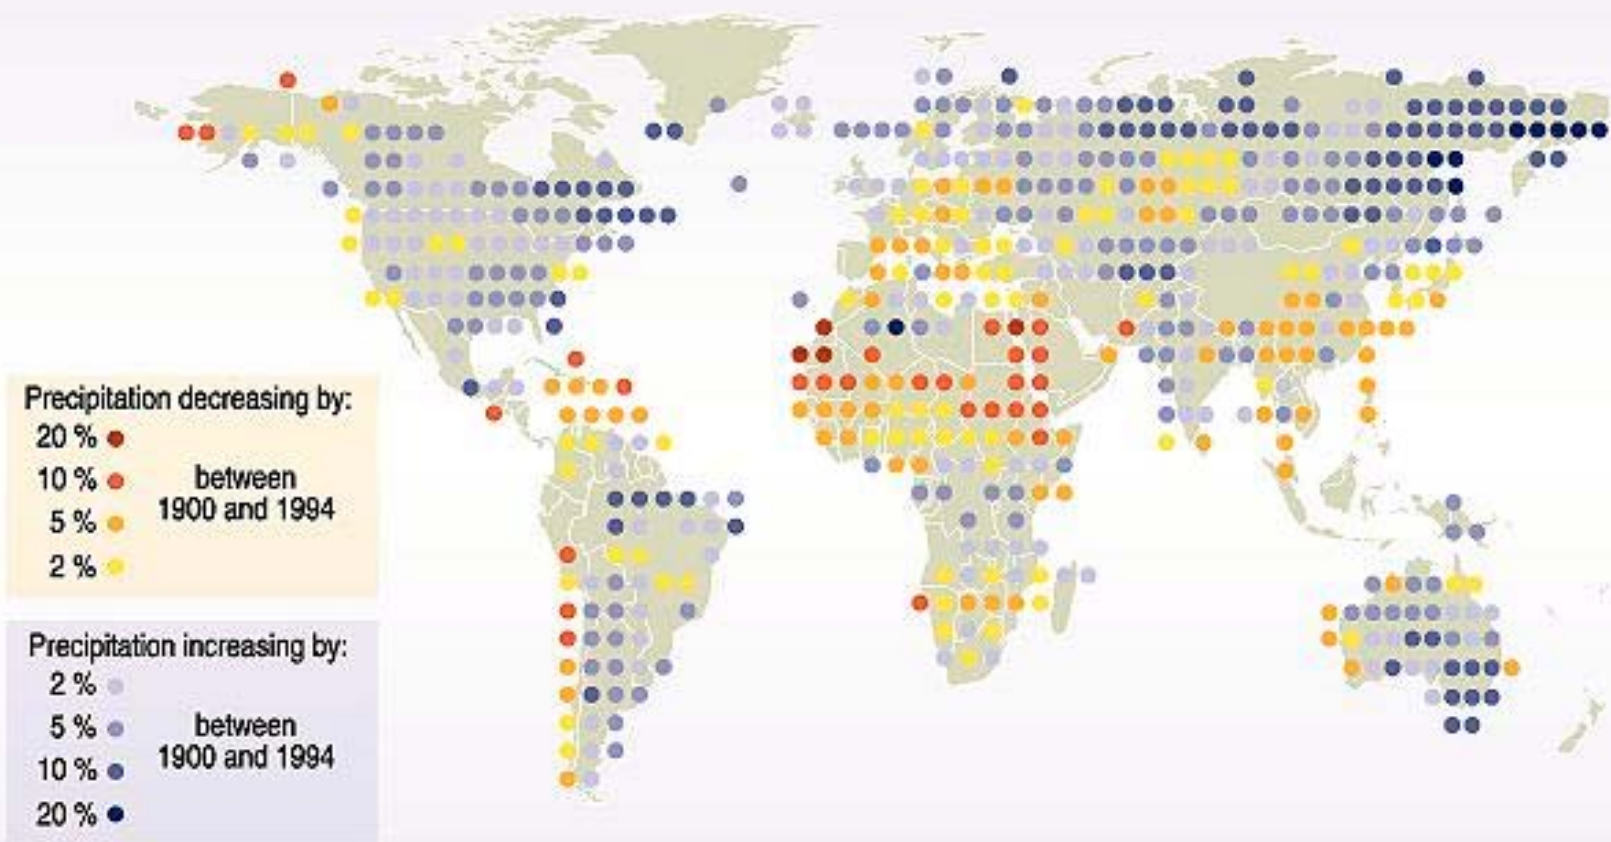 Precipitation decreasing by:
20 %
10 %
5 %
2 %
between
1900 and 1994
Precipitation increasing by:
2 %
5 %
10 %
20 %
between
1900 and 1994